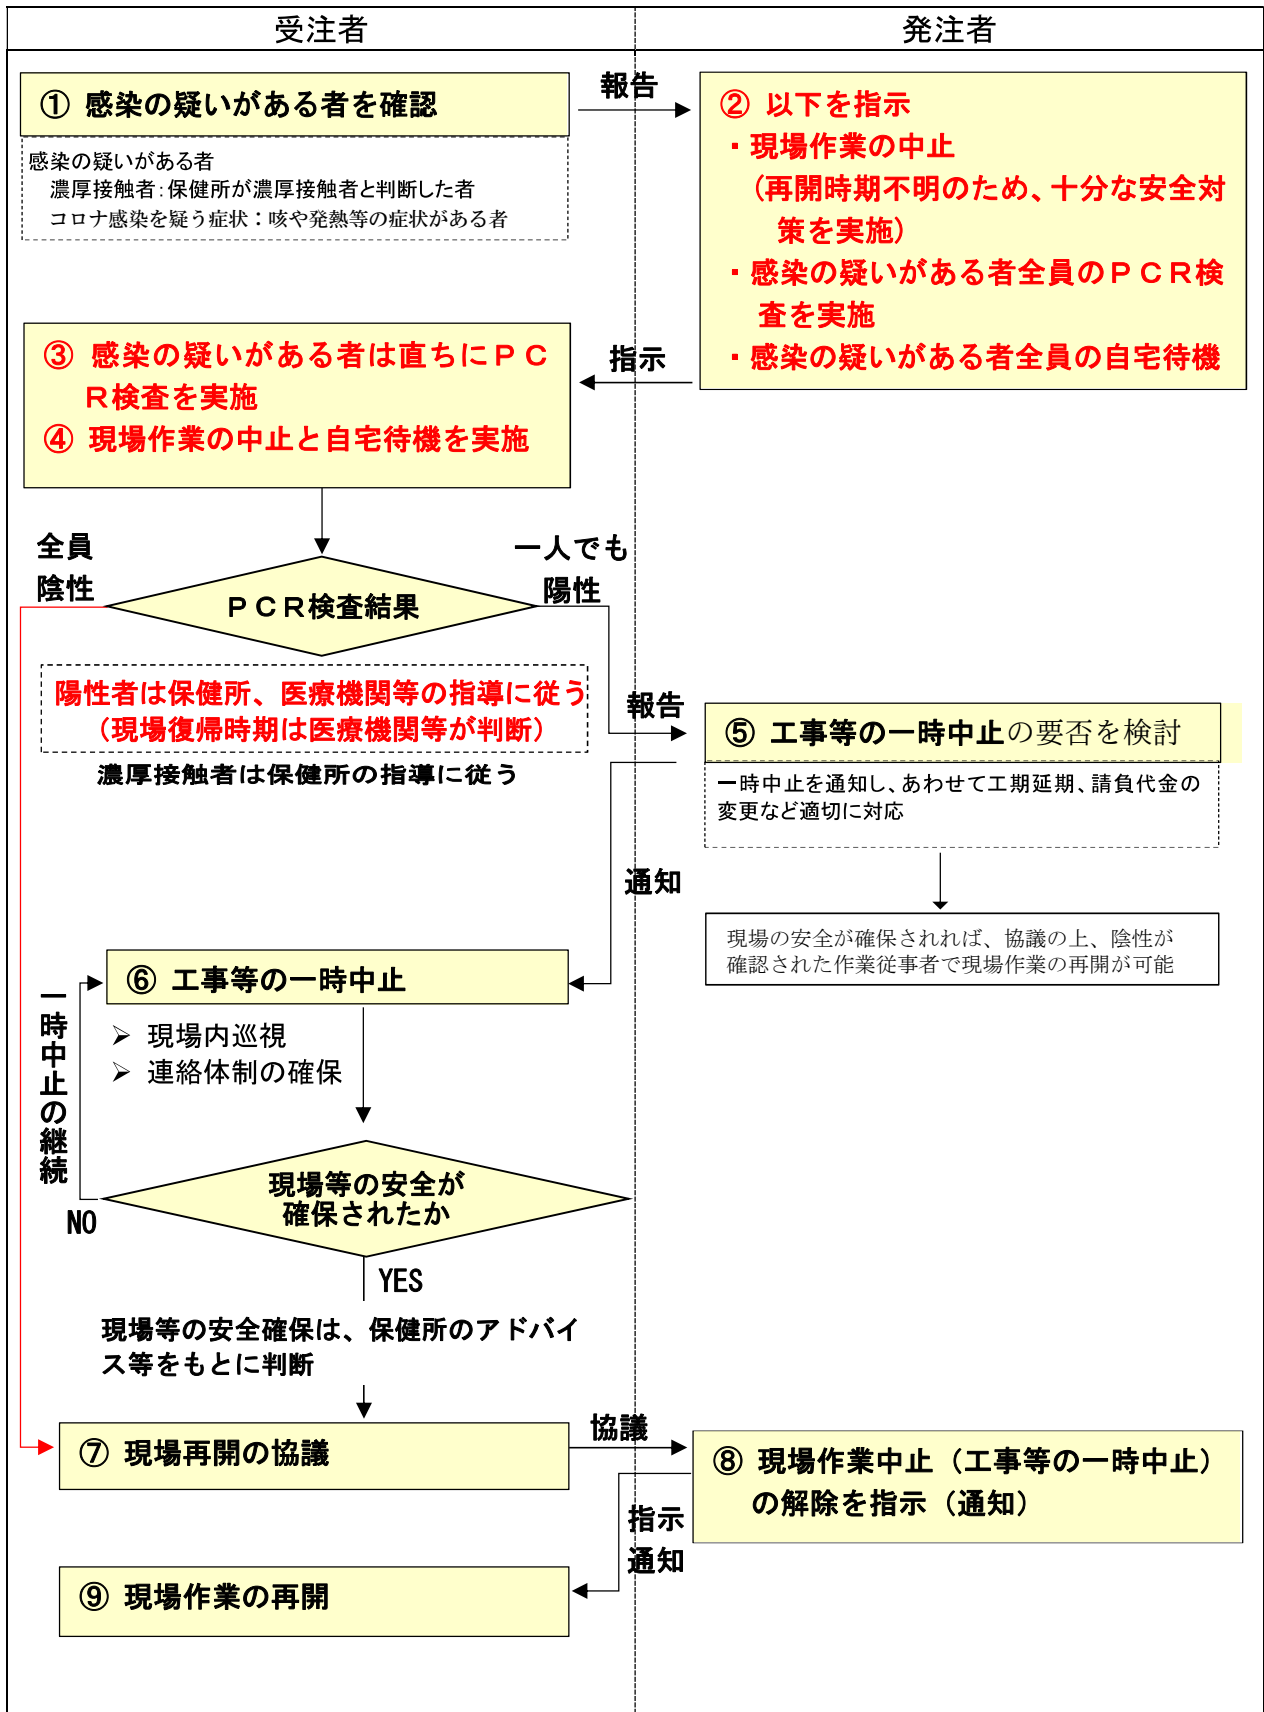 受注者
発注者
① 感染の疑いがある者を確認
感染の疑いがある者
濃厚接触者：保健所が濃厚接触者と判断した者
コロナ感染を疑う症状：咳や発熱等の症状がある者
報告
② 以下を指示
・現場作業の中止
（再開時期不明のため、十分な安全対
策を実施）
・感染の疑いがある者全員のＰＣＲ検
査を実施
・感染の疑いがある者全員の自宅待機
指示
③ 感染の疑いがある者は直ちにＰＣ
Ｒ検査を実施
④ 現場作業の中止と自宅待機を実施
全員
陰性
一人でも
陽性
ＰＣＲ検査結果
陽性者は保健所、医療機関等の指導に従う
（現場復帰時期は医療機関等が判断）
濃厚接触者は保健所の指導に従う
報告
⑤ 工事等の一時中止の要否を検討
一時中止を通知し、あわせて工期延期、請負代金の
変更など適切に対応
通知
現場の安全が確保されれば、協議の上、陰性が
確認された作業従事者で現場作業の再開が可能
⑥ 工事等の一時中止
➢ 現場内巡視
➢ 連絡体制の確保
一時中止の継続
現場等の安全が
確保されたか
NO
YES
現場等の安全確保は、保健所のアドバイ
ス等をもとに判断
⑦ 現場再開の協議
協議
⑧ 現場作業中止（工事等の一時中止）
の解除を指示（通知）
指示
通知
⑨ 現場作業の再開